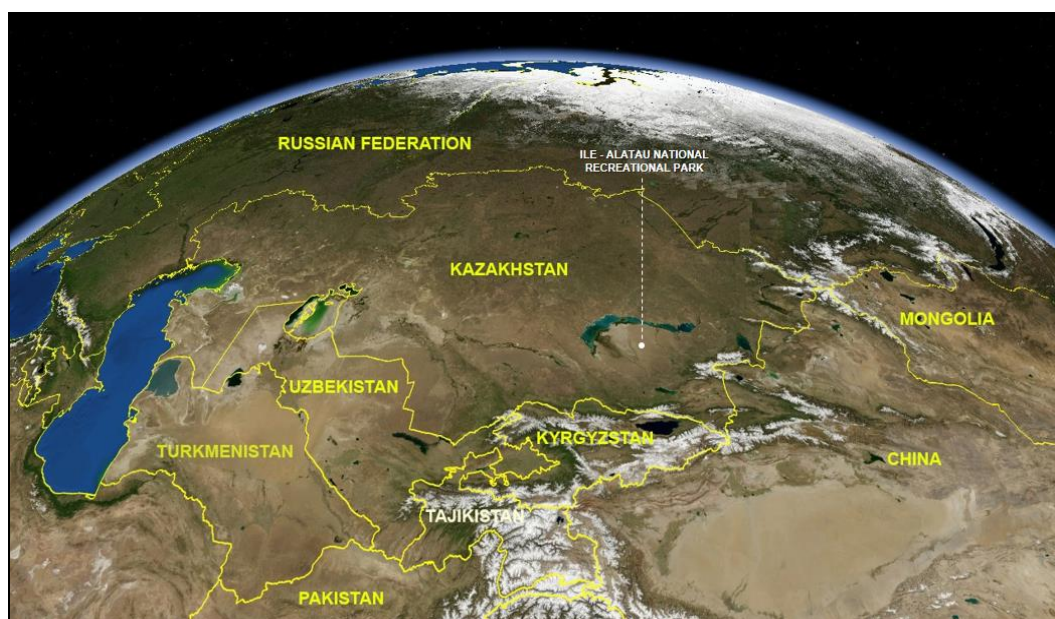 RUSSIAN FEDERATION
ILE - ALATAU NATIONAL
RECREATIONAL PARK
KAZAKHSTAN
MONGOLIA
UZBEKISTAN
TURKMENISTAN
KYRGYZSTAN
CHINA
TAJIKISTAN
PAKISTAN